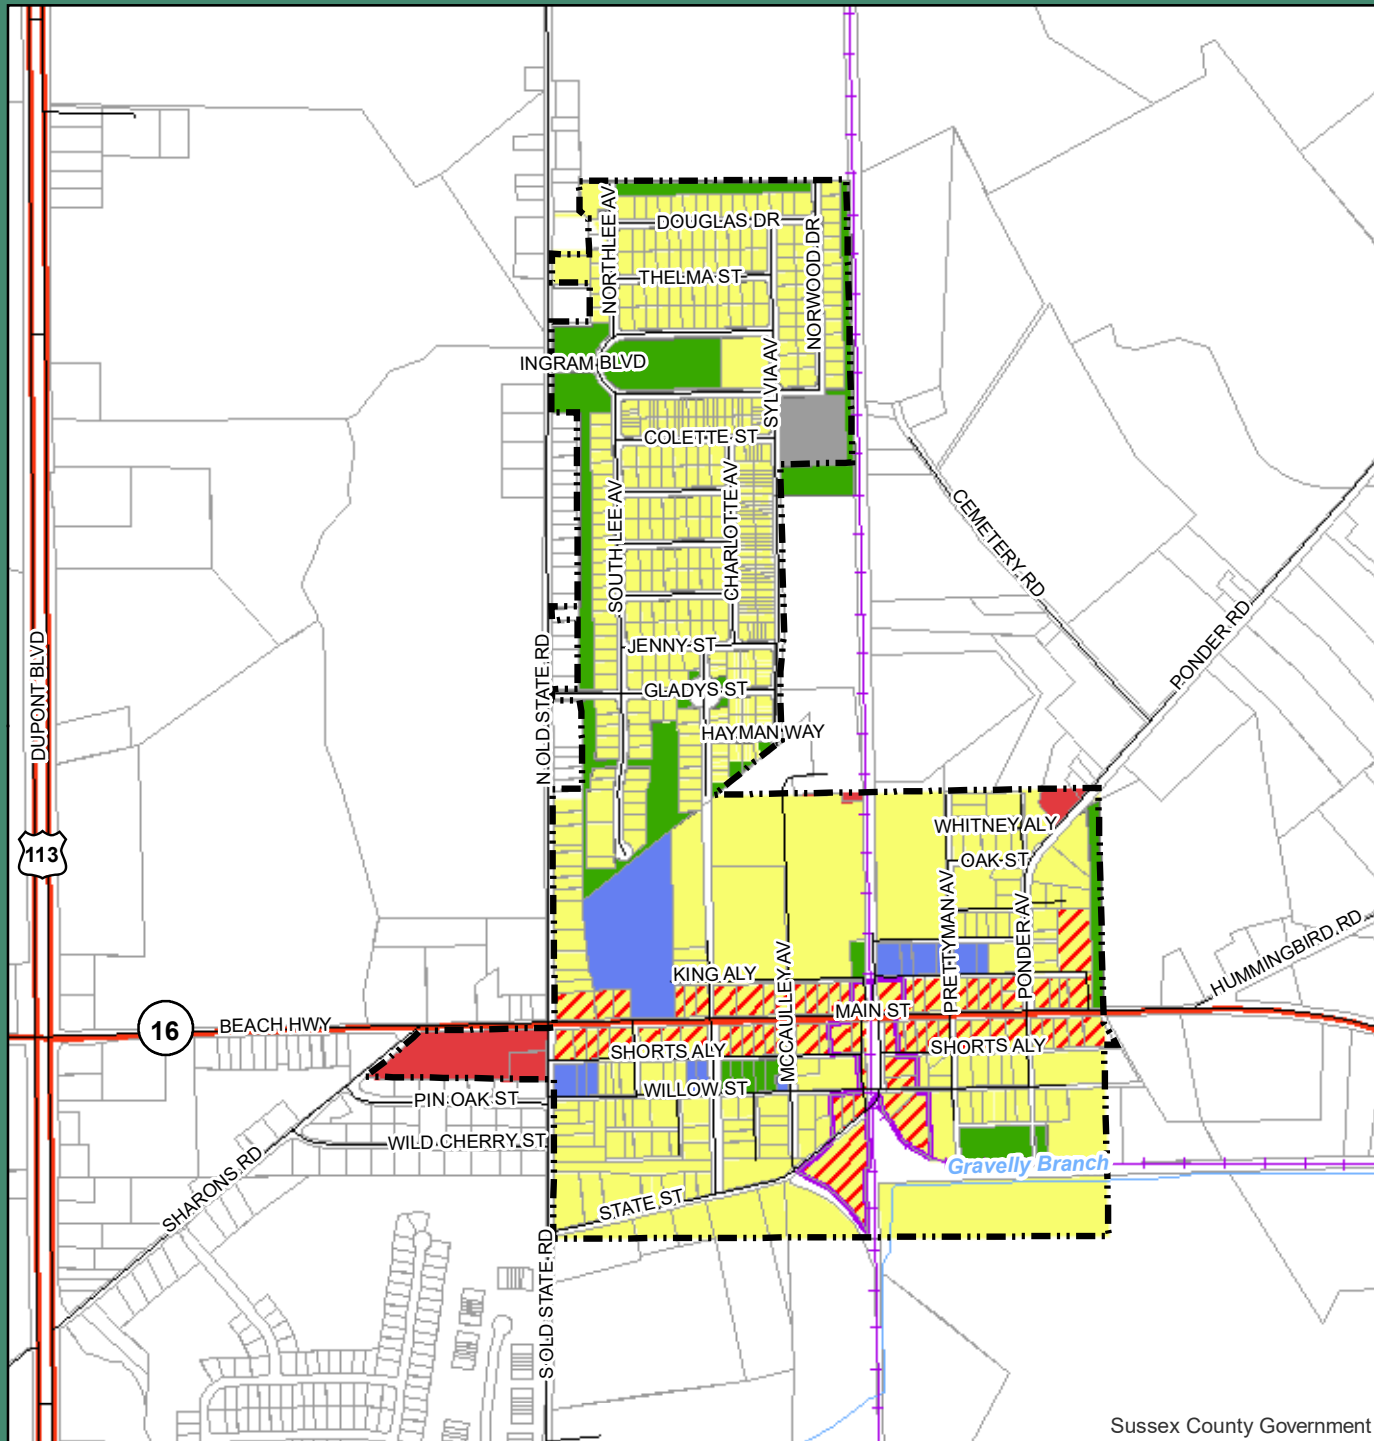 NORTHLEE AV
DOUGLAS DR
NORWOOD DR
THELMA ST
INGRAM BLVD
SYLVIA AV
COLETTE ST
CHARLOTTE AV
SOUTH LEE AV
CEMETERY RD
PONDER RD
DUPONT BLVD
N OLD STATE RD
JENNY ST
GLADYS ST
HAYMAN WAY
113
WHITNEY ALY
OAK ST
PRETTYMAN AV
PONDER AV
MCCAULLEY AV
KING ALY
HUMMINGBIRD RD
16
BEACH HWY
MAIN ST
SHORTS ALY
SHORTS ALY
WILLOW ST
PIN OAK ST
WILD CHERRY ST
SHARONS RD
Gravelly Branch
STATE ST
S OLD STATE RD
Sussex County Government